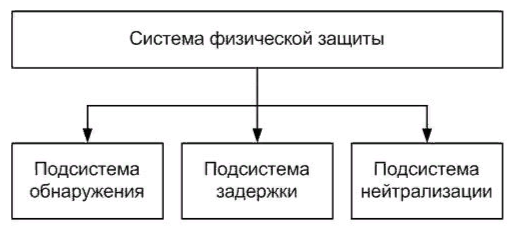 Система физической защиты
Подсистема
обнаружения
Подсистема
задержки
Подсистема
нейтрализации